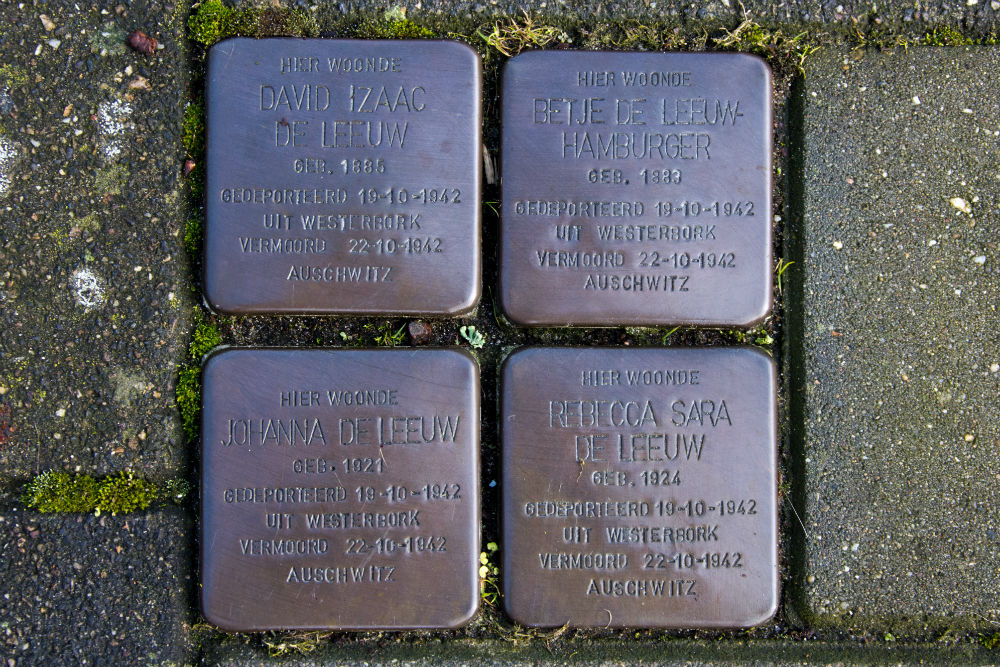 HIER WOONDE
DAVID IZAAC
DE LEEUW
GEB. 1885
GEDEPORTEERD 19-10-1942
UIT WESTERBORK
VERMOORD 22-10-1942
AUSCHWITZ
HIER WOONDE
BETJE DE LEEUW-
HAMBURGER
GEB. 1883
GEDEPORTEERD 19-10-1942
UIT WESTERBORK
VERMOORD 22-10-1942
AUSCHWITZ
HIER WOONDE
JOHANNA DE LEEUW
GEB. 1921
GEDEPORTEERD 19-10-1942
UIT WESTERBORK
VERMOORD 22-10-1942
AUSCHWITZ
HIER WOONDE
REBECCA SARA
DE LEEUW
GEB. 1924
GEDEPORTEERD 19-10-1942
UIT WESTERBORK
VERMOORD 22-10-1942
AUSCHWITZ